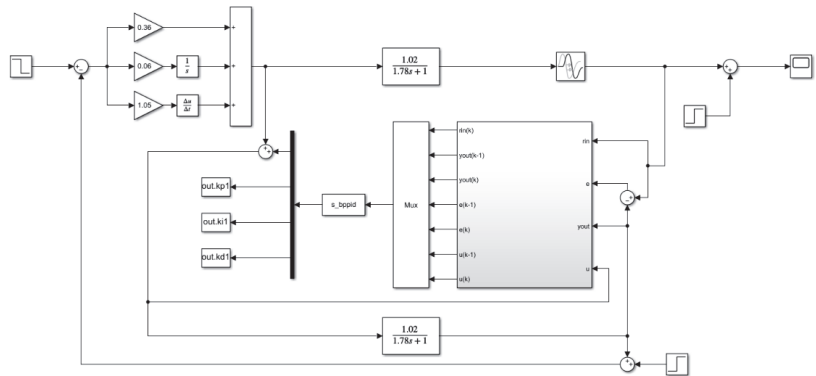 0.36
0.06
1
s
1.05
Δu
Δt
+
+
+
+
−
1.02
1.78s + 1
+
+
+
+
out.kp1
out.ki1
out.kd1
s_bppid
Mux
rin(k)
yout(k-1)
yout(k)
e(k-1)
e(k)
u(k-1)
u(k)
rin
e
yout
u
−
+
1.02
1.78s + 1
+
+